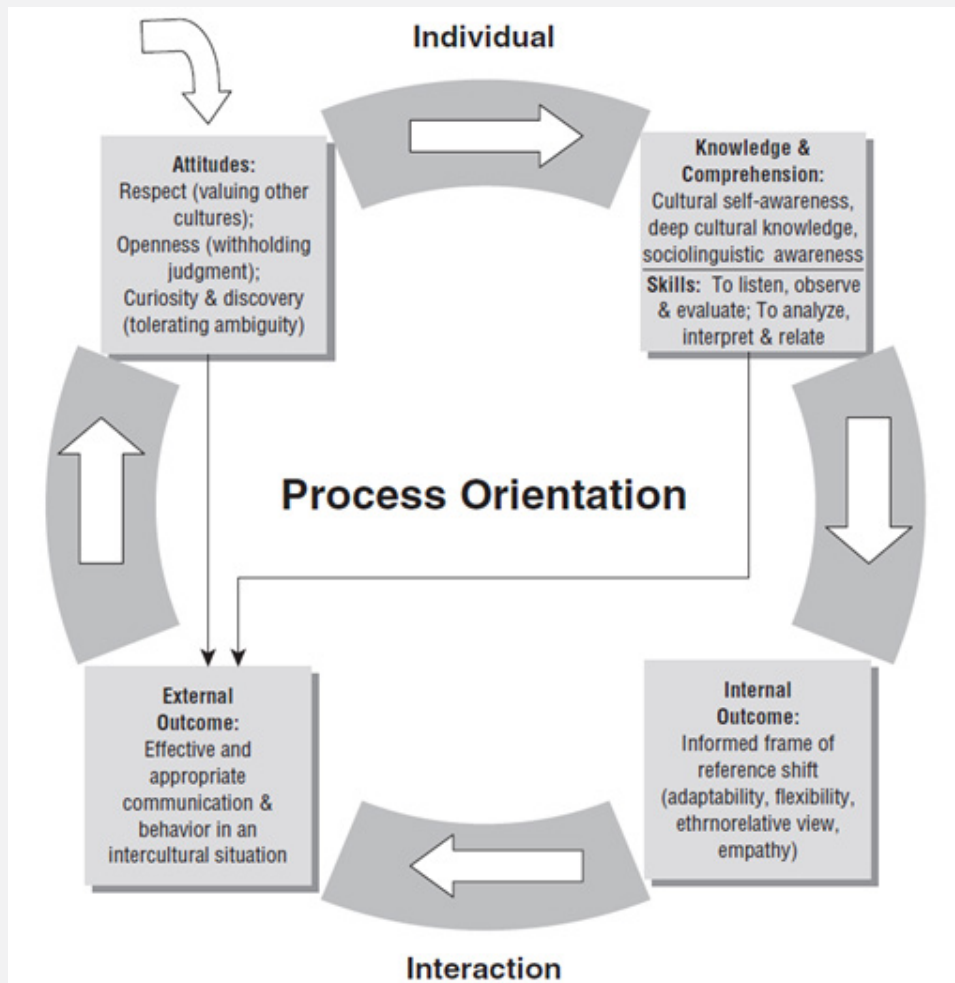 Individual
Attitudes:
Respect (valuing other
cultures);
Openness (withholding
judgment);
Curiosity & discovery
(tolerating ambiguity)
Knowledge &
Comprehension:
Cultural self-awareness,
deep cultural knowledge,
sociolinguistic awareness
Skills: To listen, observe
& evaluate; To analyze,
interpret & relate
Process Orientation
External
Outcome:
Effective and
appropriate
communication &
behavior in an
intercultural situation
Internal
Outcome:
Informed frame of
reference shift
(adaptability, flexibility,
ethrnorelative view,
empathy)
Interaction